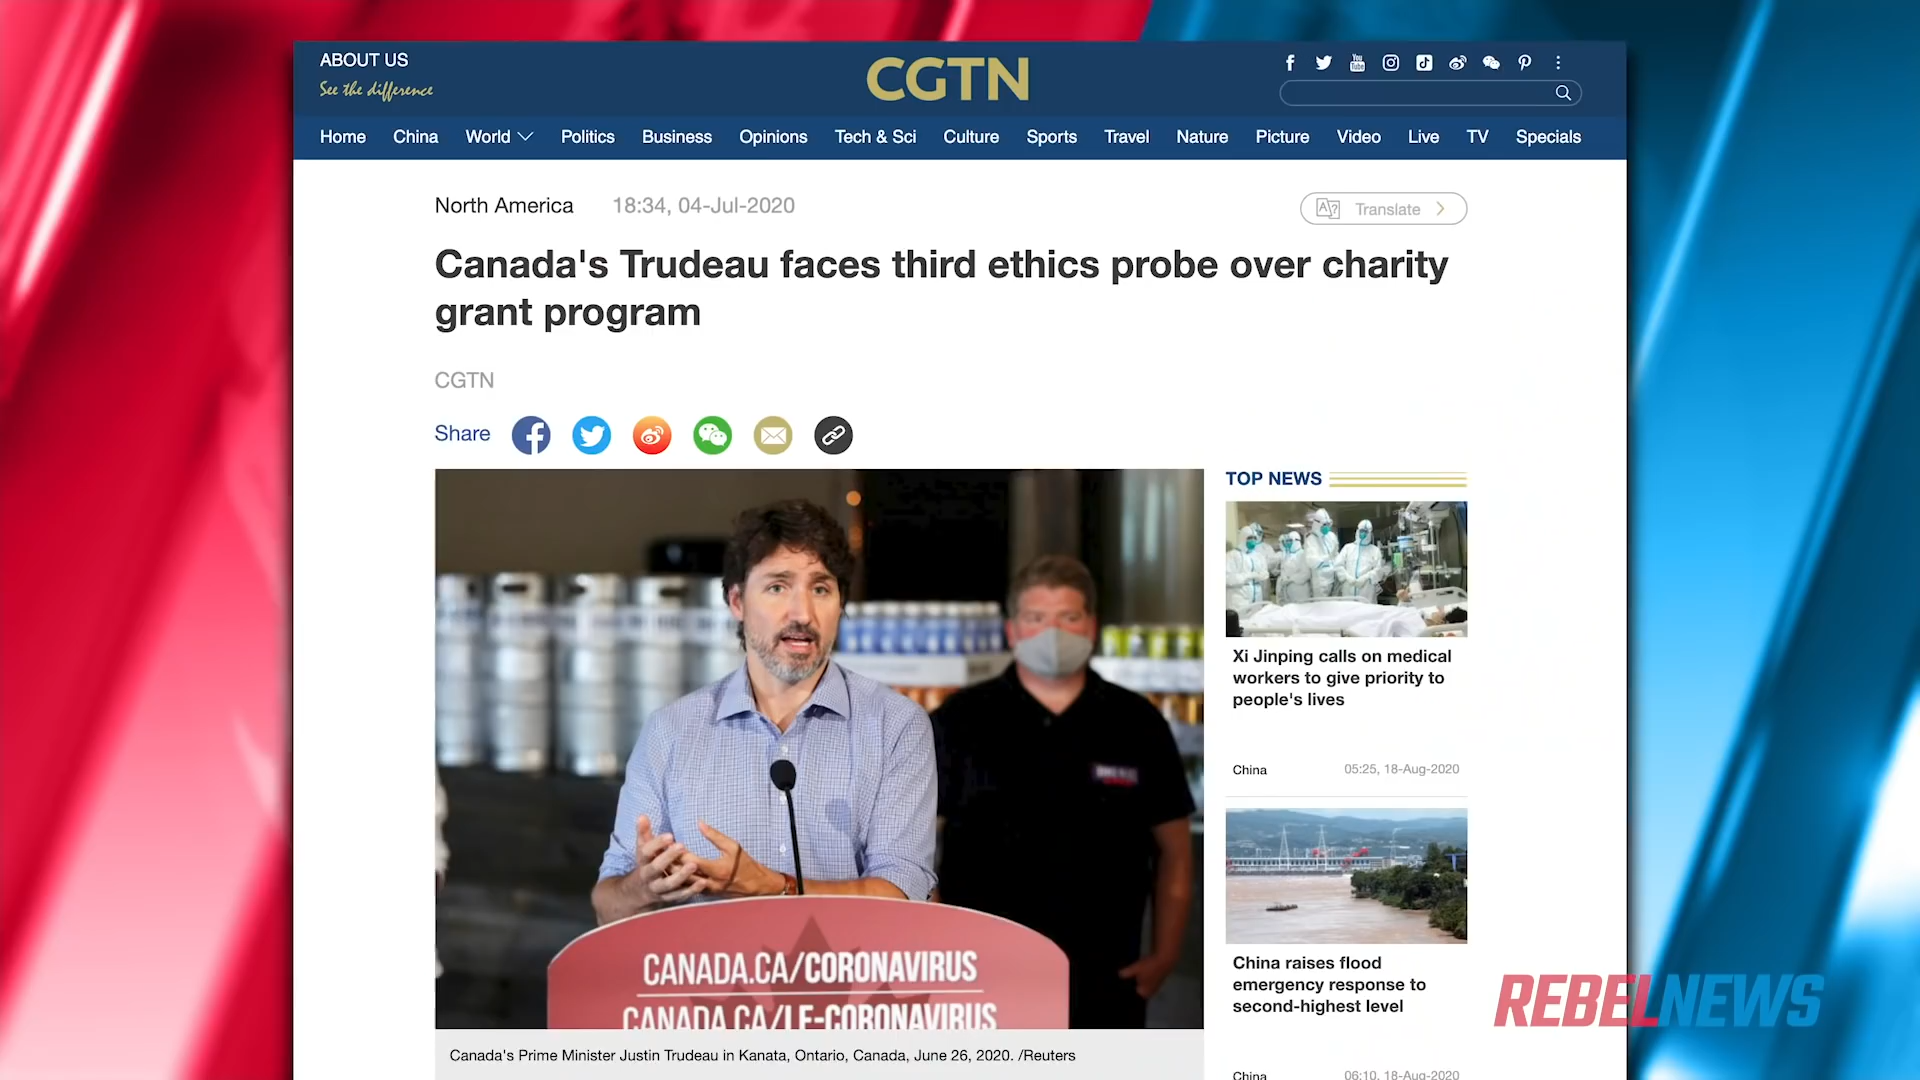 ABOUT US
See the difference
CGTN
Home China World Politics Business Opinions Tech & Sci Culture Sports Travel Nature Picture Video Live TV Specials
North America 18:34, 04-Jul-2020
Translate
Canada's Trudeau faces third ethics probe over charity
grant program
CGTN
Share
TOP NEWS
Xi Jinping calls on medical
workers to give priority to
people's lives
China 05:25, 18-Aug-2020
China raises flood
emergency response to
second-highest level
China 06:10, 18-Aug-2020
CANADA.CA/CORONAVIRUS
CANADA.CA/LE-CORONAVIRUS
Canada's Prime Minister Justin Trudeau in Kanata, Ontario, Canada, June 26, 2020. /Reuters
REBELNEWS